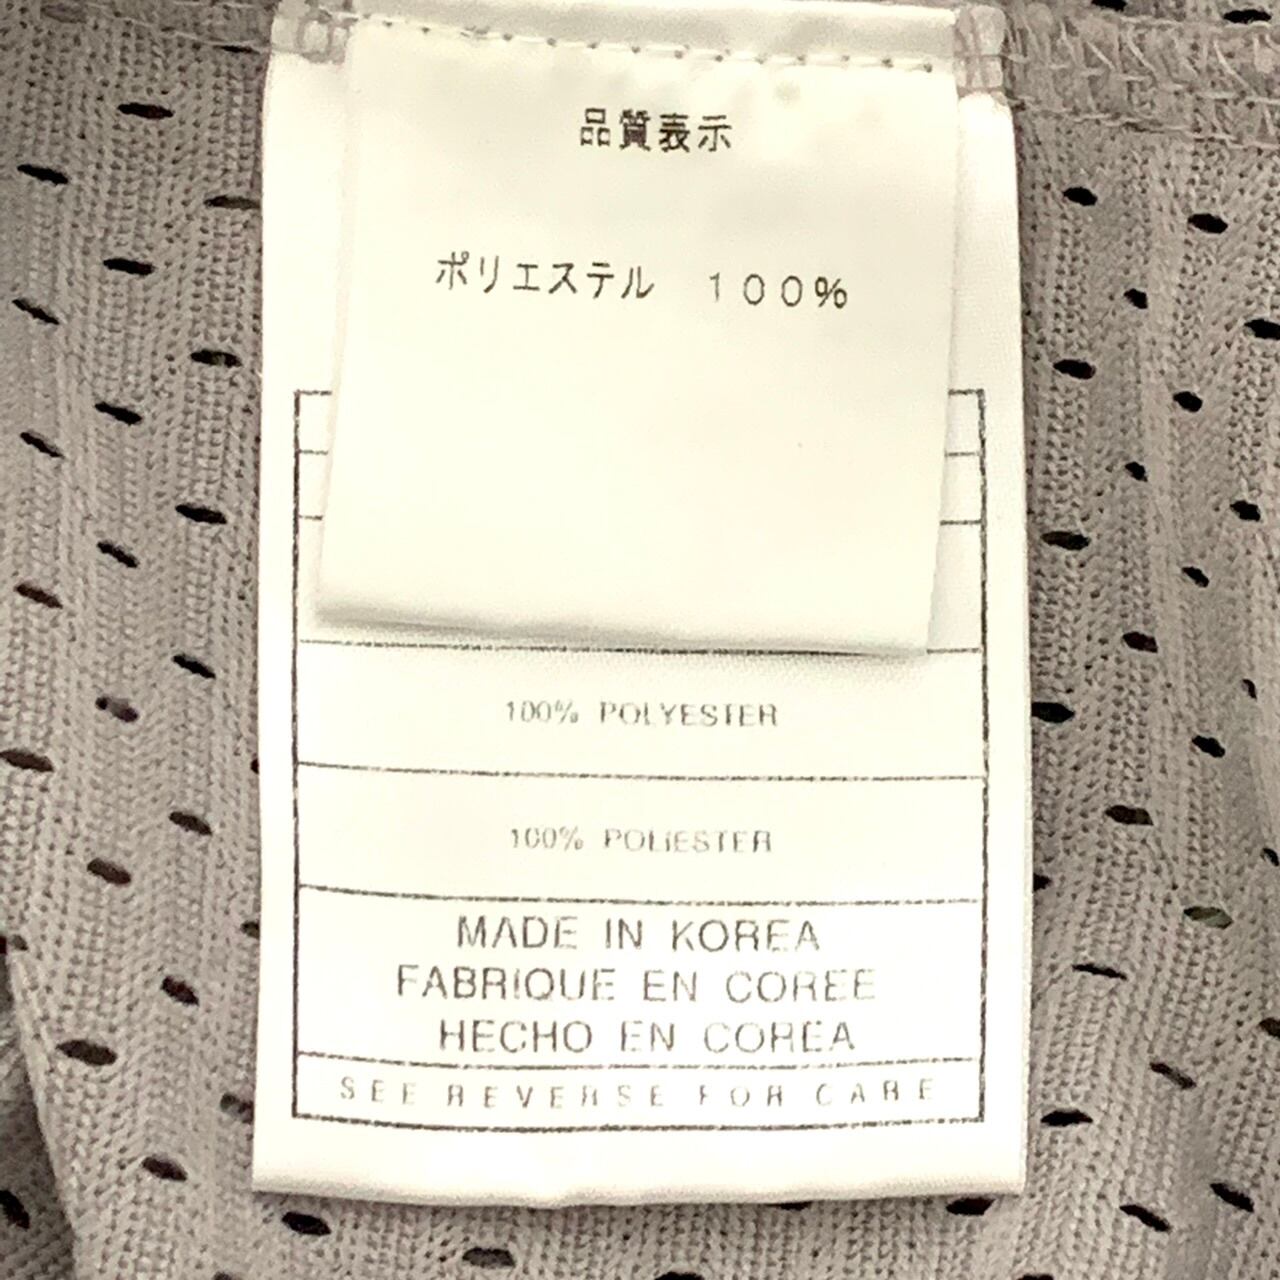 品質表示
ポリエステル 100%
100% POLYESTER
100% POLIESTER
MADE IN KOREA
FABRIQUE EN COREE
HECHO EN COREA
SEE REVERSE FOR CARE